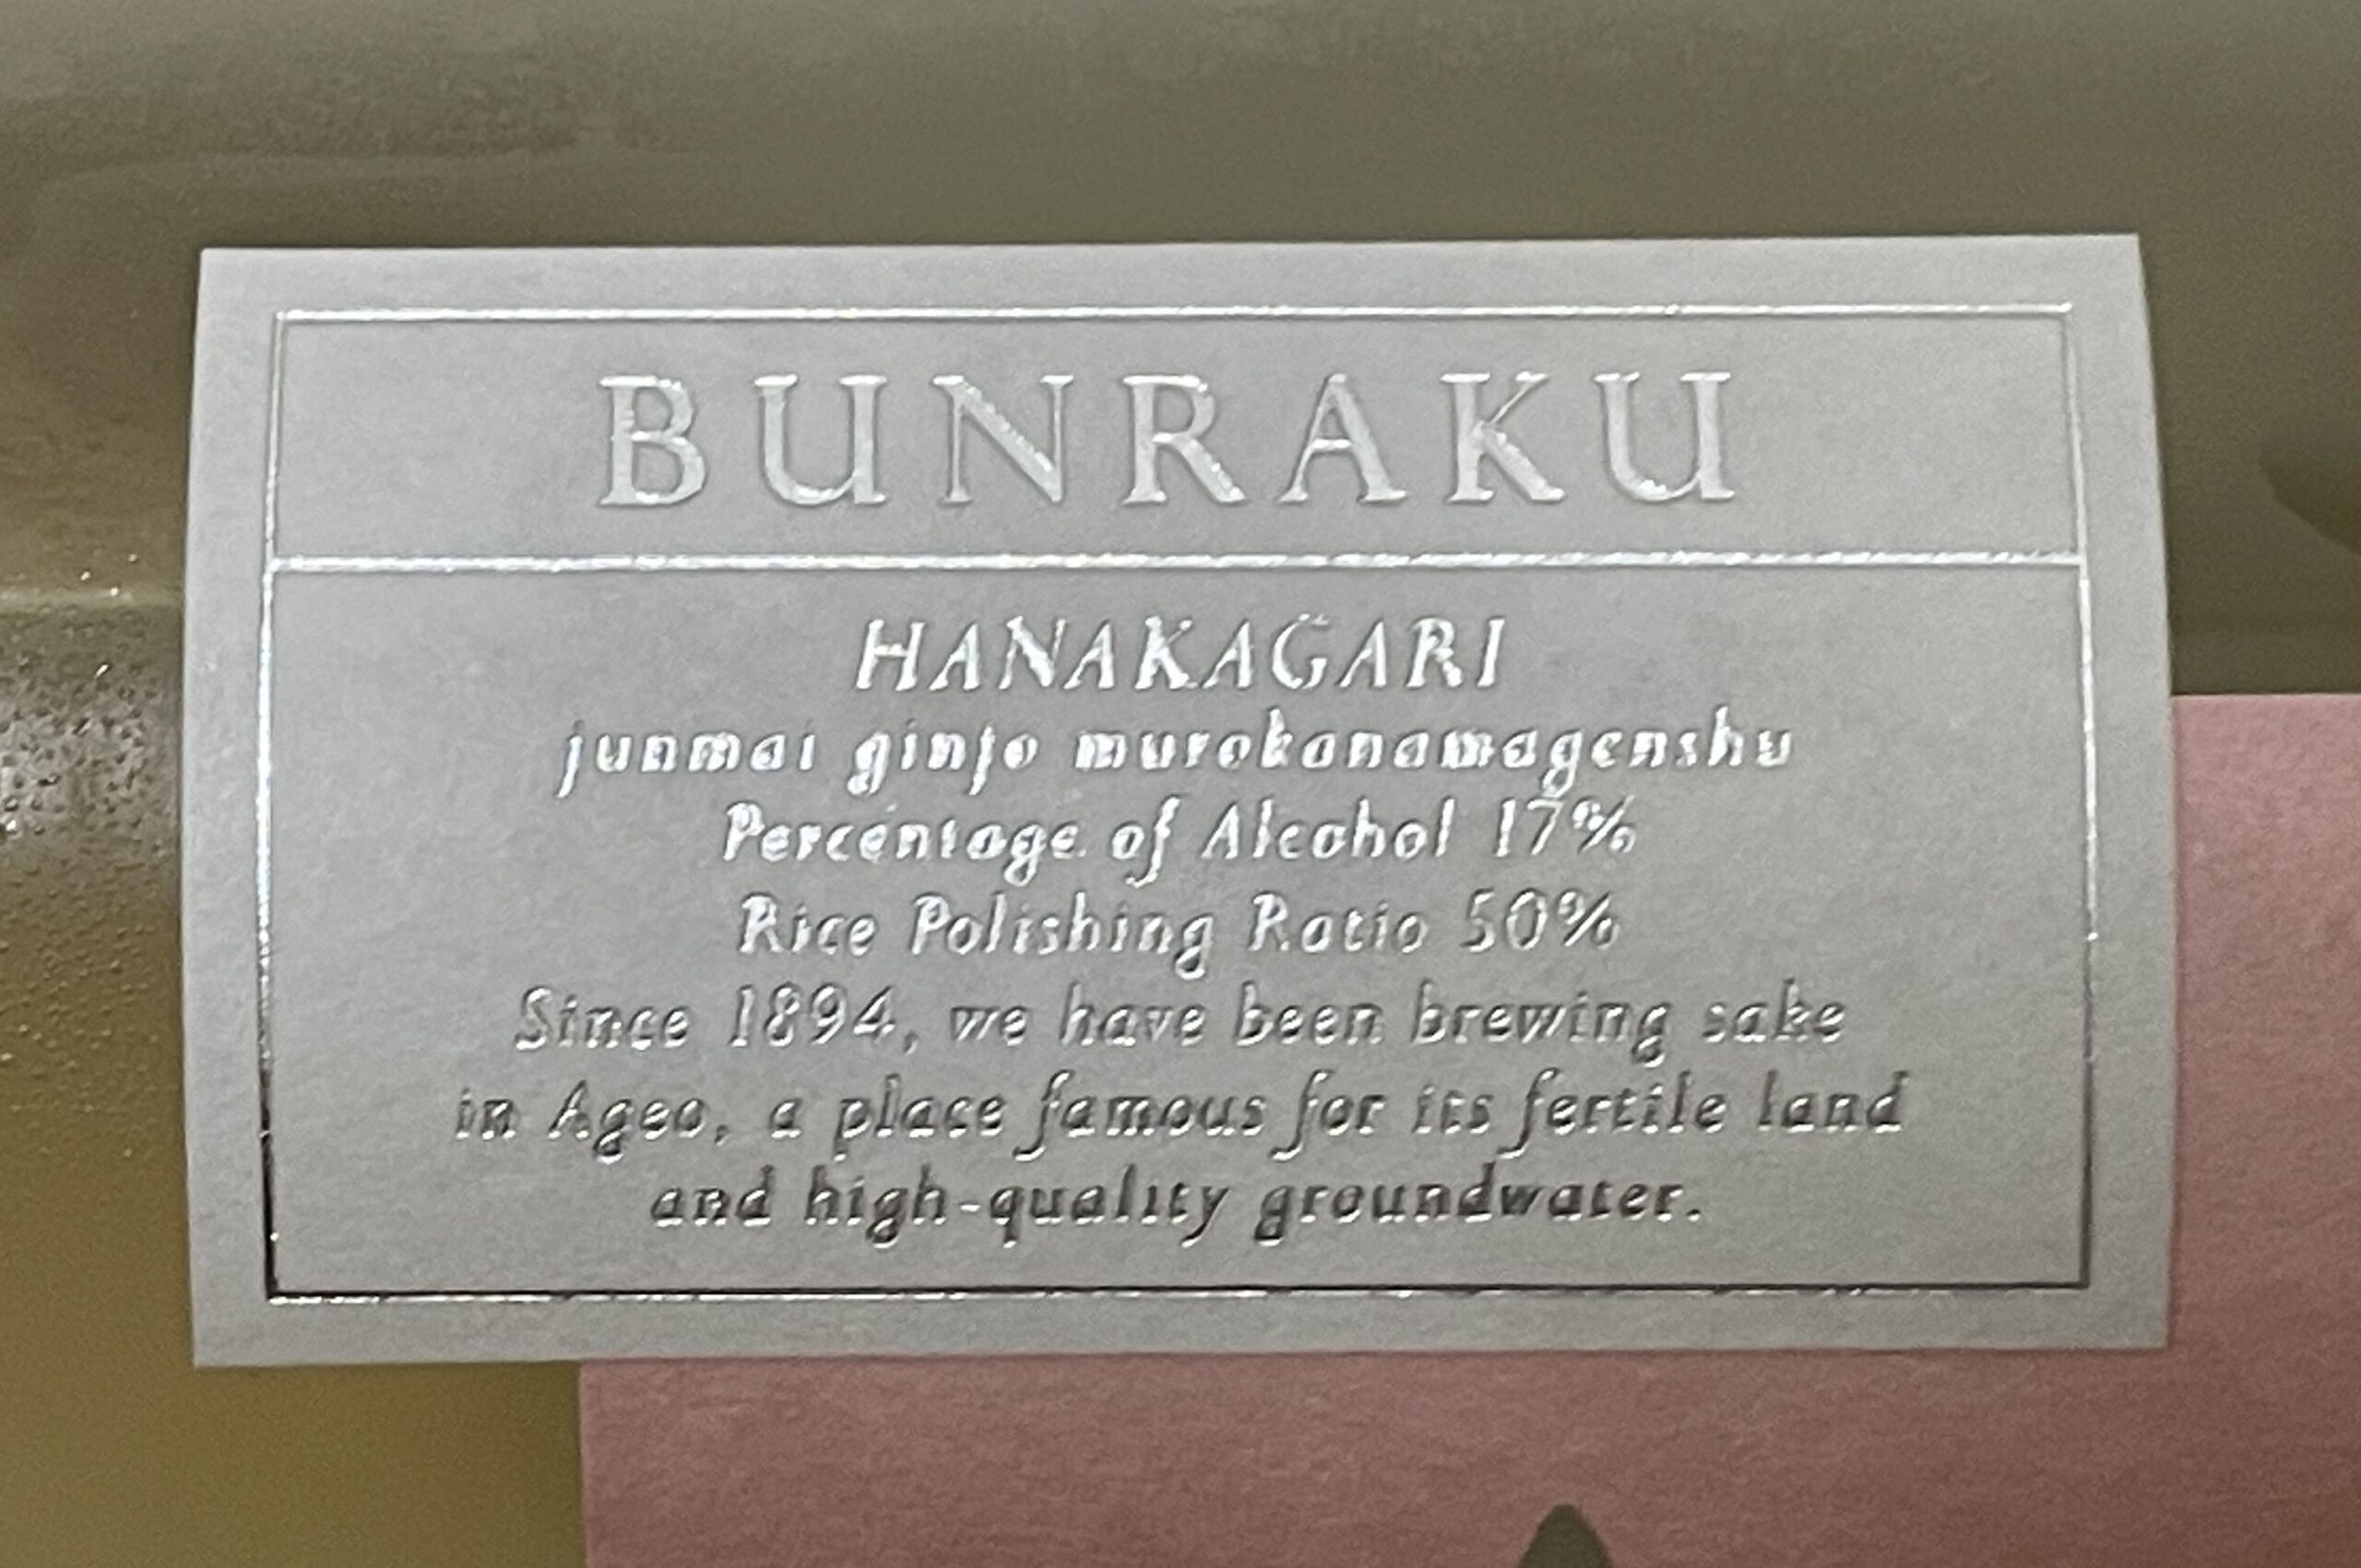 BUNRAKU
HANAKAGARI
junmai ginjo murokanamagenshu
Percentage of Alcohol 17%
Rice Polishing Ratio 50%
Since 1894, we have been brewing sake
in Ageo, a place famous for its fertile land
and high-quality groundwater.